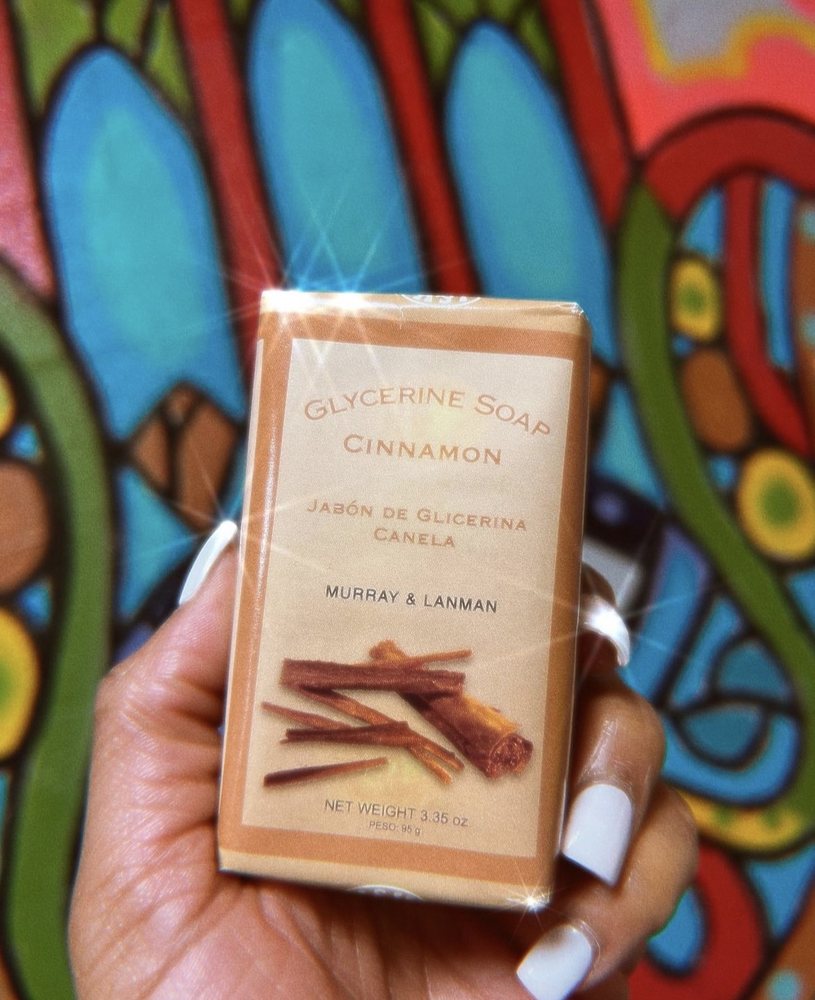 GLYCERINE SOAP
CINNAMON
JABÓN DE GLICERINA
CANELA
MURRAY & LANMAN
NET WEIGHT 3.35 oz
PESO: 95 g